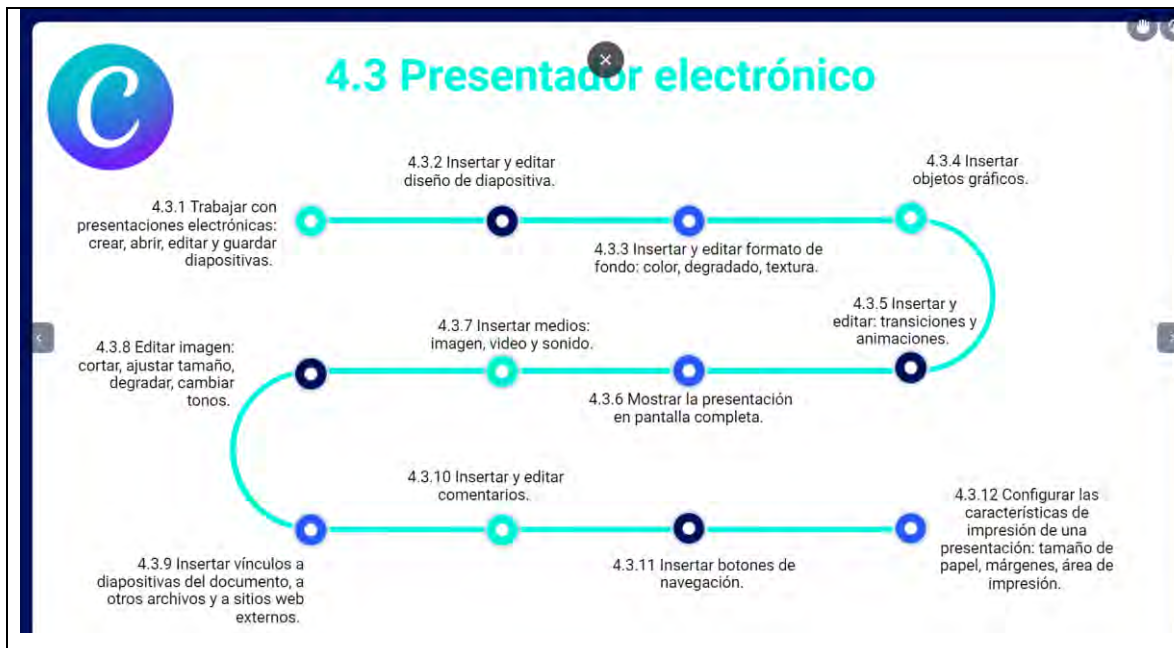 4.3 Presentador electrónico
4.3.1 Trabajar con
presentaciones electrónicas:
crear, abrir, editar y guardar
diapositivas.
4.3.2 Insertar y editar
diseño de diapositiva.
4.3.3 Insertar y editar formato de
fondo: color, degradado, textura.
4.3.4 Insertar
objetos gráficos.
4.3.5 Insertar y
editar: transiciones y
animaciones.
4.3.6 Mostrar la presentación
en pantalla completa.
4.3.7 Insertar medios:
imagen, video y sonido.
4.3.8 Editar imagen:
cortar, ajustar tamaño,
degradar, cambiar
tonos.
4.3.9 Insertar vínculos a
diapositivas del documento, a
otros archivos y a sitios web
externos.
4.3.10 Insertar y editar
comentarios.
4.3.11 Insertar botones de
navegación.
4.3.12 Configurar las
características de
impresión de una
presentación: tamaño de
papel, márgenes, área de
impresión.
C